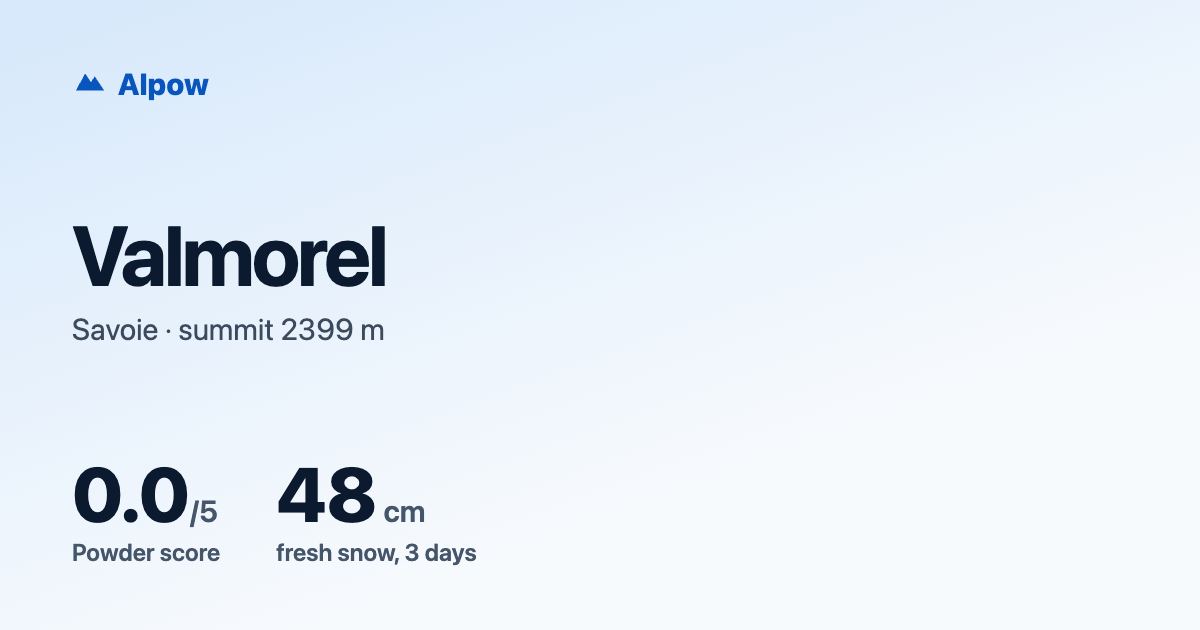 Alpow
Valmorel
Savoie · summit 2399 m
0.0/5 48 cm
Powder score fresh snow, 3 days